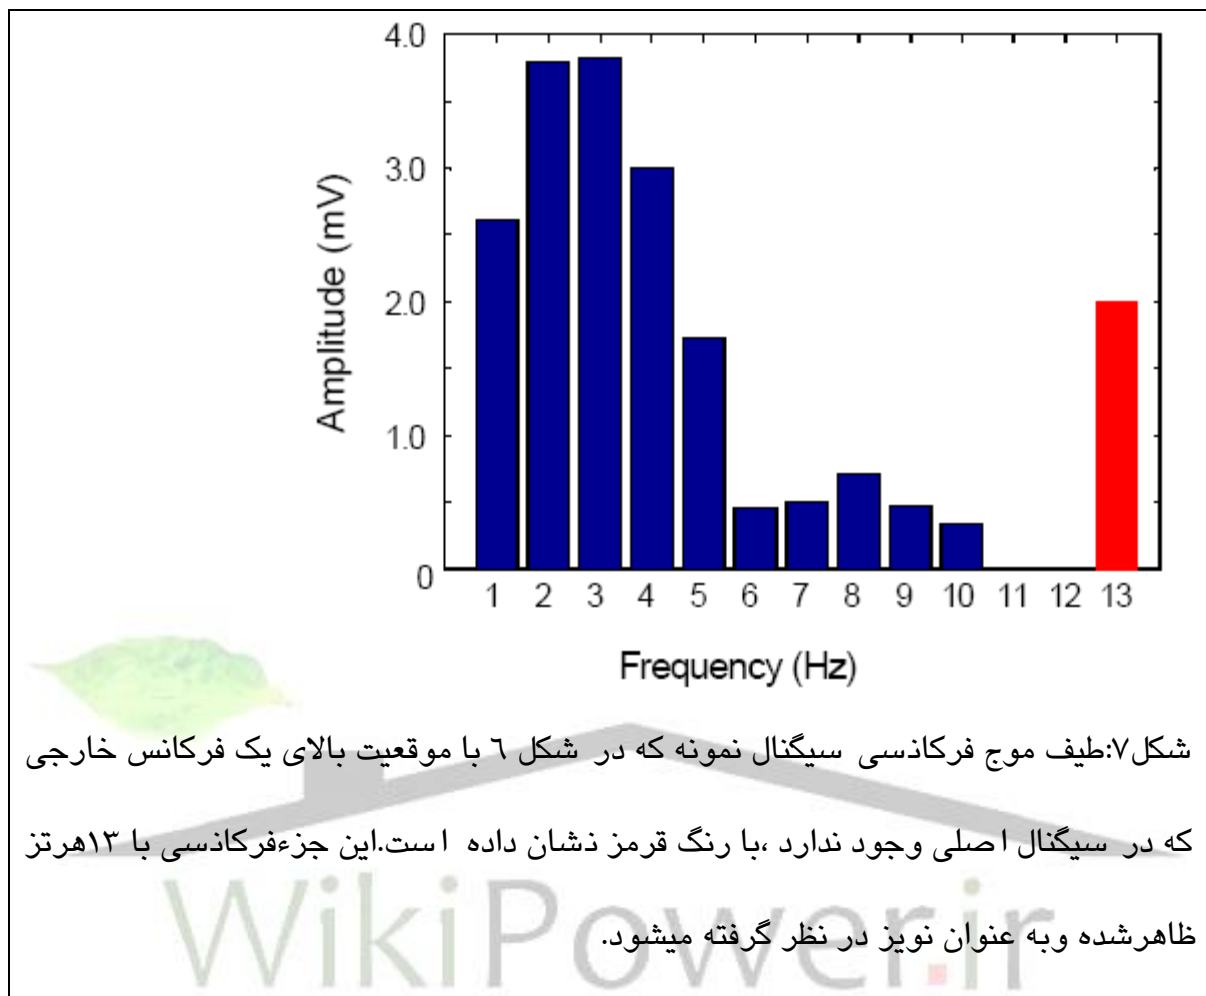 4.0
3.0
2.0
1.0
0
Amplitude (mV)
1 2 3 4 5 6 7 8 9 10 11 12 13
Frequency (Hz)
شکل۷:طیف موج فرکانسی سیگنال نمونه که در شکل ٦ با موقعیت بالای یک فرکانس خارجی
که در سیگنال اصلی وجود ندارد ،با رنگ قرمز نشان داده است.این جزءفرکانسی با ۱۳هرتز
ظاهرشده وبه عنوان نویز در نظر گرفته میشود.
WikiPower.ir